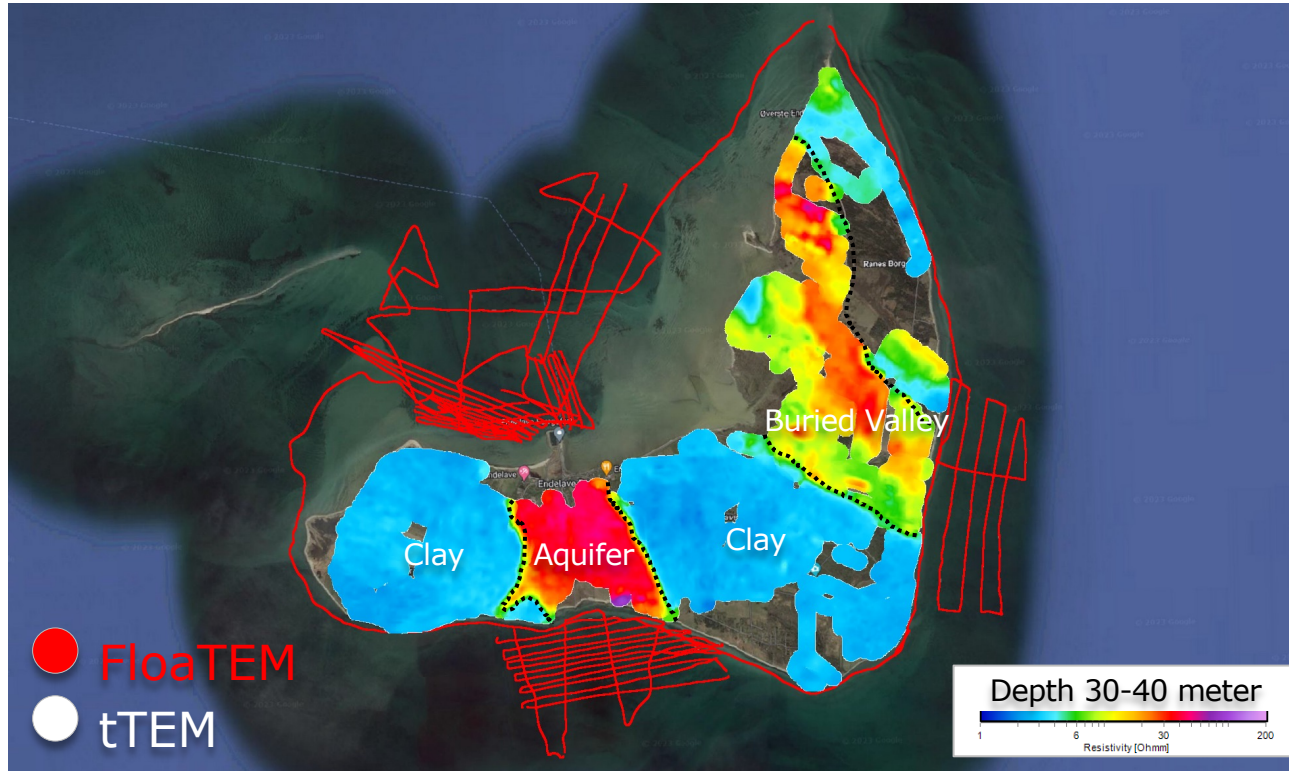 Øverste End
Ranes Borg
Buried Valley
Endelave
Clay
Aquifer
Clay
FloaTEM
tTEM
Depth 30-40 meter
1
6
30
200
Resistivity [Ohmm]